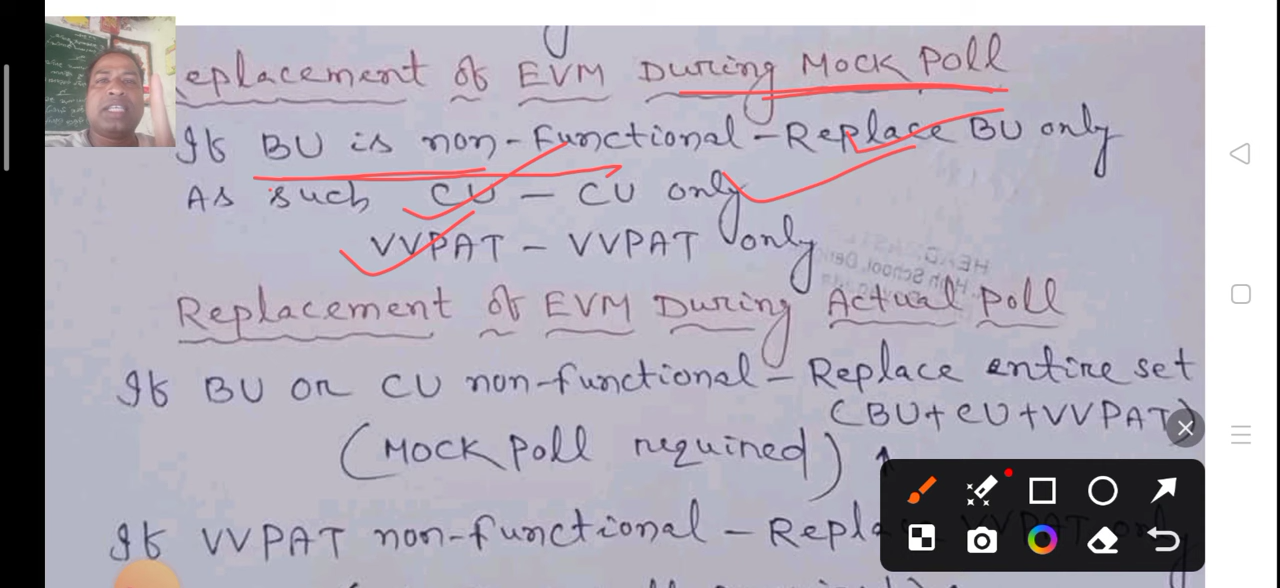 eplacement of EVM During Mock Poll
If BU is non-Functional - Replace BU only
As such CU - CU only
VVPAT - VVPAT only
Replacement of EVM During Actual Poll
If BU or CU non-functional - Replace entire set
(BU + CU + VVPAT)
(Mock Poll required)
If VVPAT non-functional -